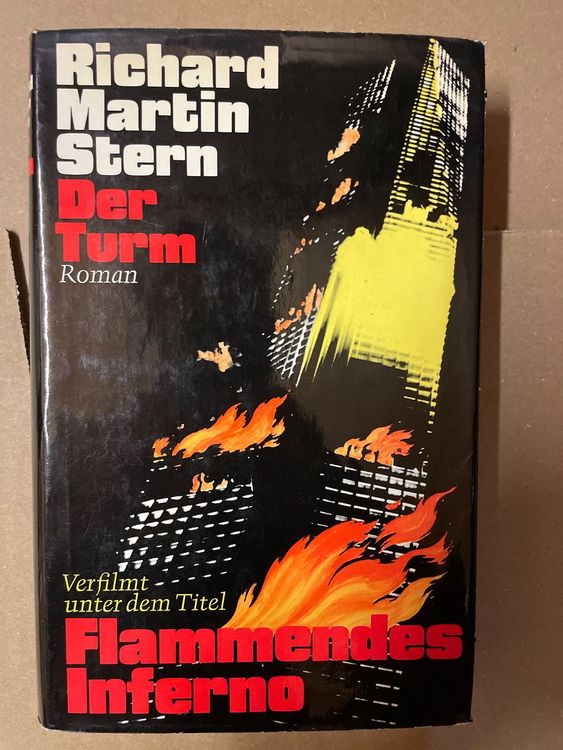 Richard
Martin
Stern
Der
Turm
Roman
Verfilmt
unter dem Titel
Flammendes
Inferno